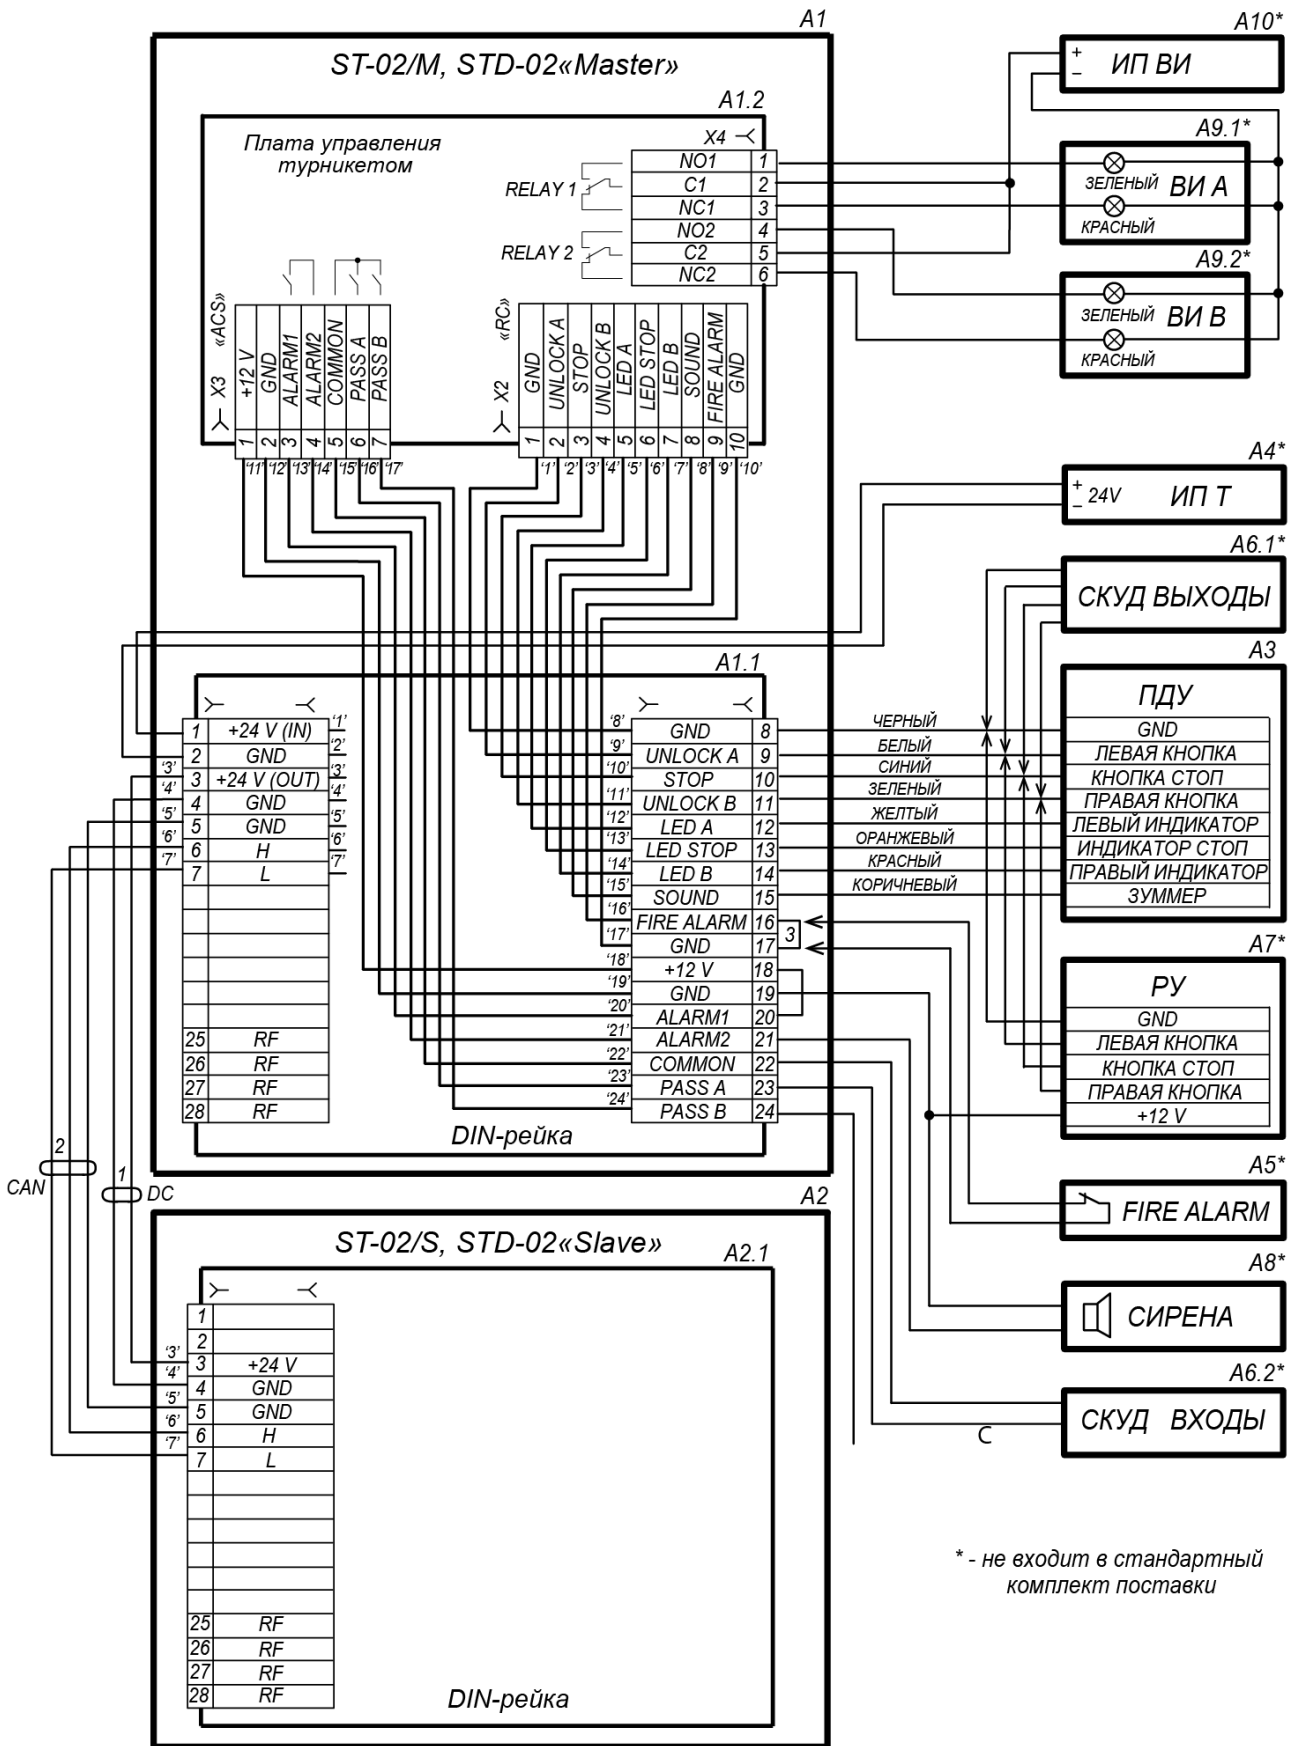 A1
A10*
ST-02/M, STD-02«Master»
+
–
ИП ВИ
A1.2
Плата управления
турникетом
X4
A9.1*
RELAY 1
NO1 1
C1 2
NC1 3
RELAY 2
NO2 4
C2 5
NC2 6
ЗЕЛЕНЫЙ
ВИ А
КРАСНЫЙ
A9.2*
ЗЕЛЕНЫЙ
ВИ В
КРАСНЫЙ
«ACS»
X3
+12 V
GND
ALARM1
ALARM2
COMMON
PASS A
PASS B
1 2 3 4 5 6 7
'11' '12' '13' '14' '15' '16' '17'
«RC»
X2
GND
UNLOCK A
STOP
UNLOCK B
LED A
LED STOP
LED B
SOUND
FIRE ALARM
GND
1 2 3 4 5 6 7 8 9 10
'1' '2' '3' '4' '5' '6' '7' '8' '9' '10'
A4*
+
–
24V ИП Т
A6.1*
СКУД ВЫХОДЫ
A1.1
1 +24 V (IN) '1'
2 GND '2'
'3' 3 +24 V (OUT) '3'
'4' 4 GND '4'
'5' 5 GND '5'
'6' 6 H '6'
'7' 7 L '7'
25 RF
26 RF
27 RF
28 RF
'8' GND 8
'9' UNLOCK A 9
'10' STOP 10
'11' UNLOCK B 11
'12' LED A 12
'13' LED STOP 13
'14' LED B 14
'15' SOUND 15
'16' FIRE ALARM 16
'17' GND 17
3
'18' +12 V 18
'19' GND 19
'20' ALARM1 20
'21' ALARM2 21
'22' COMMON 22
'23' PASS A 23
'24' PASS B 24
DIN-рейка
ЧЕРНЫЙ
БЕЛЫЙ
СИНИЙ
ЗЕЛЕНЫЙ
ЖЕЛТЫЙ
ОРАНЖЕВЫЙ
КРАСНЫЙ
КОРИЧНЕВЫЙ
A3
ПДУ
GND
ЛЕВАЯ КНОПКА
КНОПКА СТОП
ПРАВАЯ КНОПКА
ЛЕВЫЙ ИНДИКАТОР
ИНДИКАТОР СТОП
ПРАВЫЙ ИНДИКАТОР
ЗУММЕР
A7*
РУ
GND
ЛЕВАЯ КНОПКА
КНОПКА СТОП
ПРАВАЯ КНОПКА
+12 V
2
CAN
1
DC
A5*
FIRE ALARM
A2
ST-02/S, STD-02«Slave»
A2.1
A8*
СИРЕНА
1
2
'3' 3 +24 V
'4' 4 GND
'5' 5 GND
'6' 6 H
'7' 7 L
25 RF
26 RF
27 RF
28 RF
DIN-рейка
A6.2*
СКУД ВХОДЫ
C
* - не входит в стандартный
комплект поставки